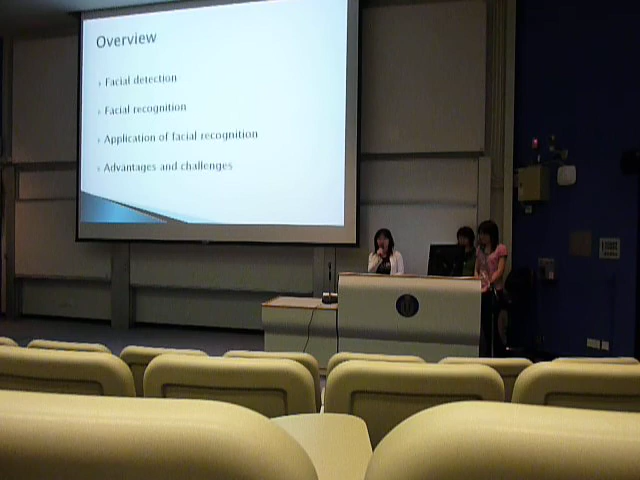 Overview
Facial detection
Facial recognition
Application of facial recognition
Advantages and challenges